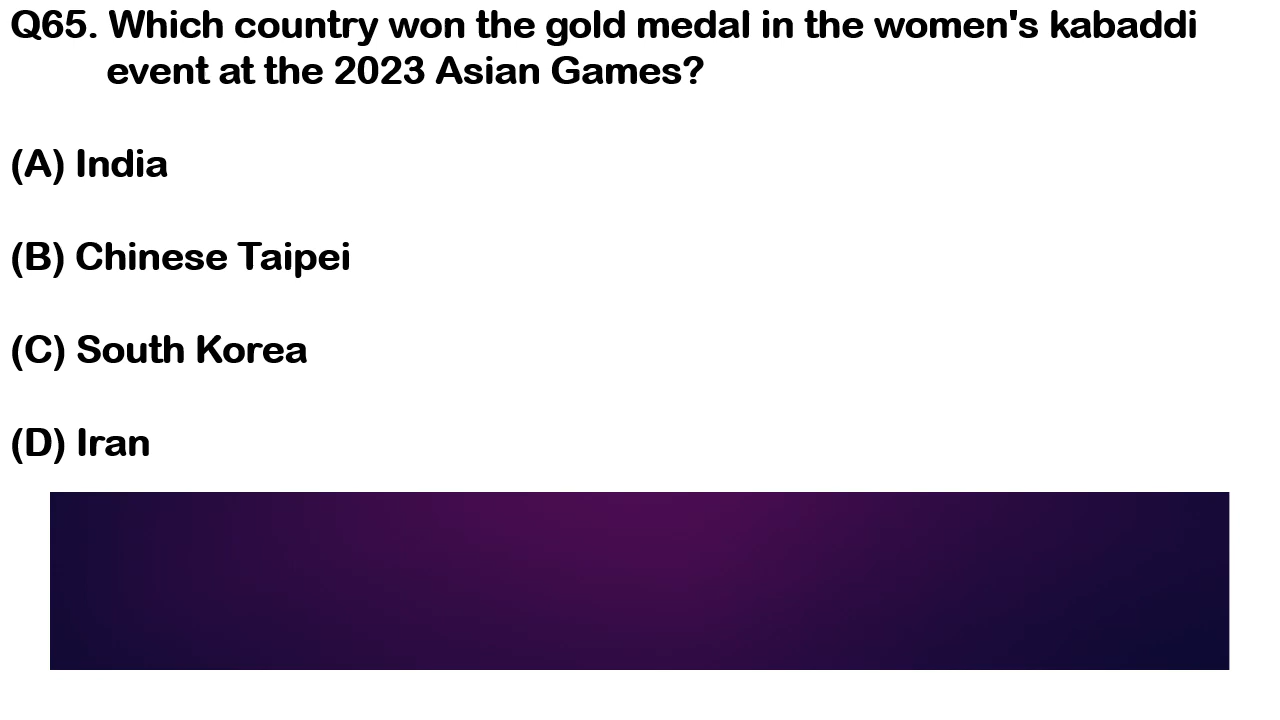 Q65. Which country won the gold medal in the women's kabaddi
event at the 2023 Asian Games?
(A) India
(B) Chinese Taipei
(C) South Korea
(D) Iran